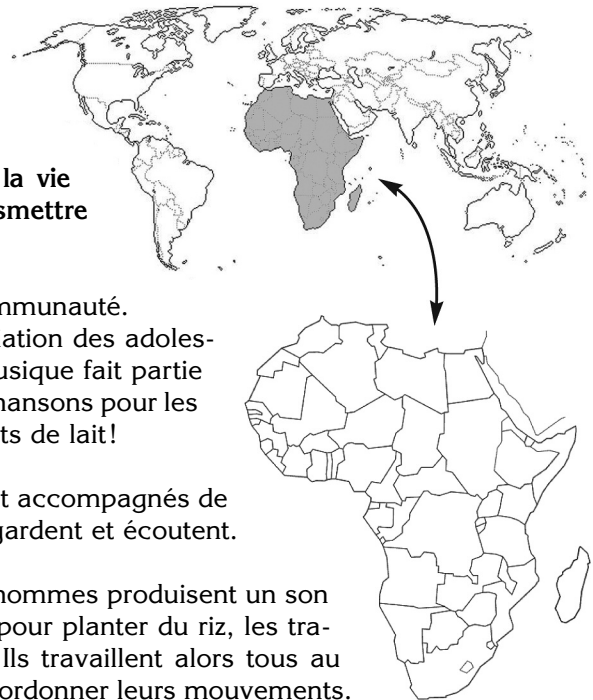 la vie
smettre
mmunauté.
ation des adoles-
usique fait partie
hansons pour les
ts de lait!
t accompagnés de
gardent et écoutent.
hommes produisent un son
pour planter du riz, les tra-
Ils travaillent alors tous au
ordonner leurs mouvements.